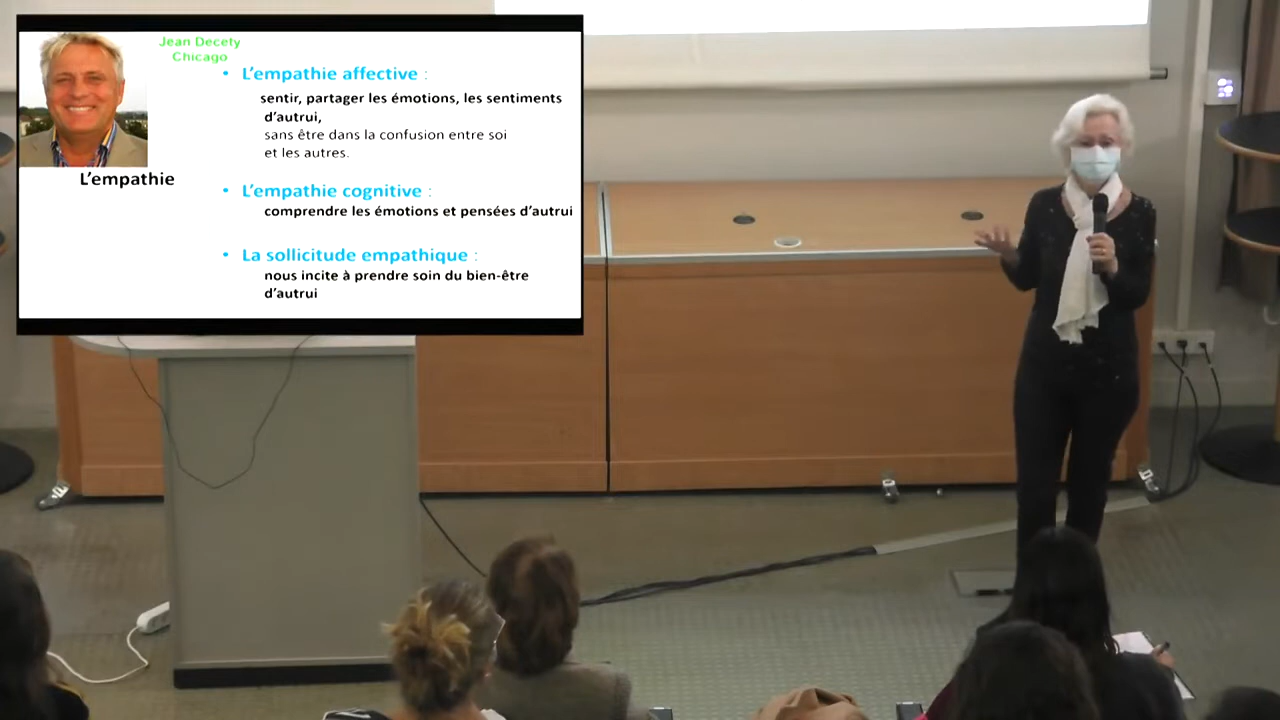 Jean Decety
Chicago
• L'empathie affective :
sentir, partager les émotions, les sentiments
d'autrui,
sans être dans la confusion entre soi
et les autres.
L'empathie
• L'empathie cognitive :
comprendre les émotions et pensées d'autrui
• La sollicitude empathique :
nous incite à prendre soin du bien-être
d'autrui